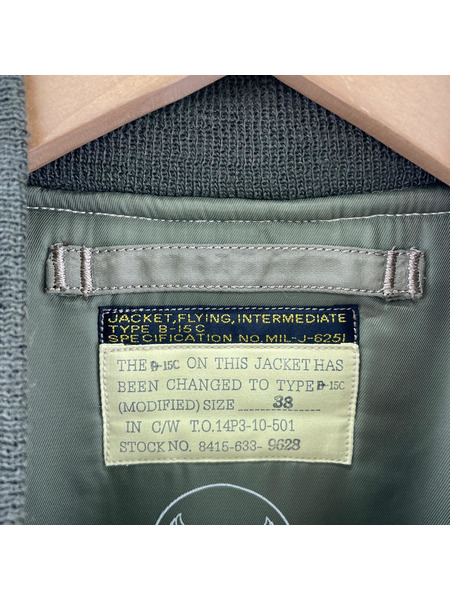 JACKET,FLYING,INTERMEDIATE
TYPE B-15C
SPECIFICATION NO. MIL-J-6251
THE B-15C ON THIS JACKET HAS
BEEN CHANGED TO TYPE B-15C
(MODIFIED) SIZE 38
IN C/W T.O.14P3-10-501
STOCK NO. 8415-633-9628